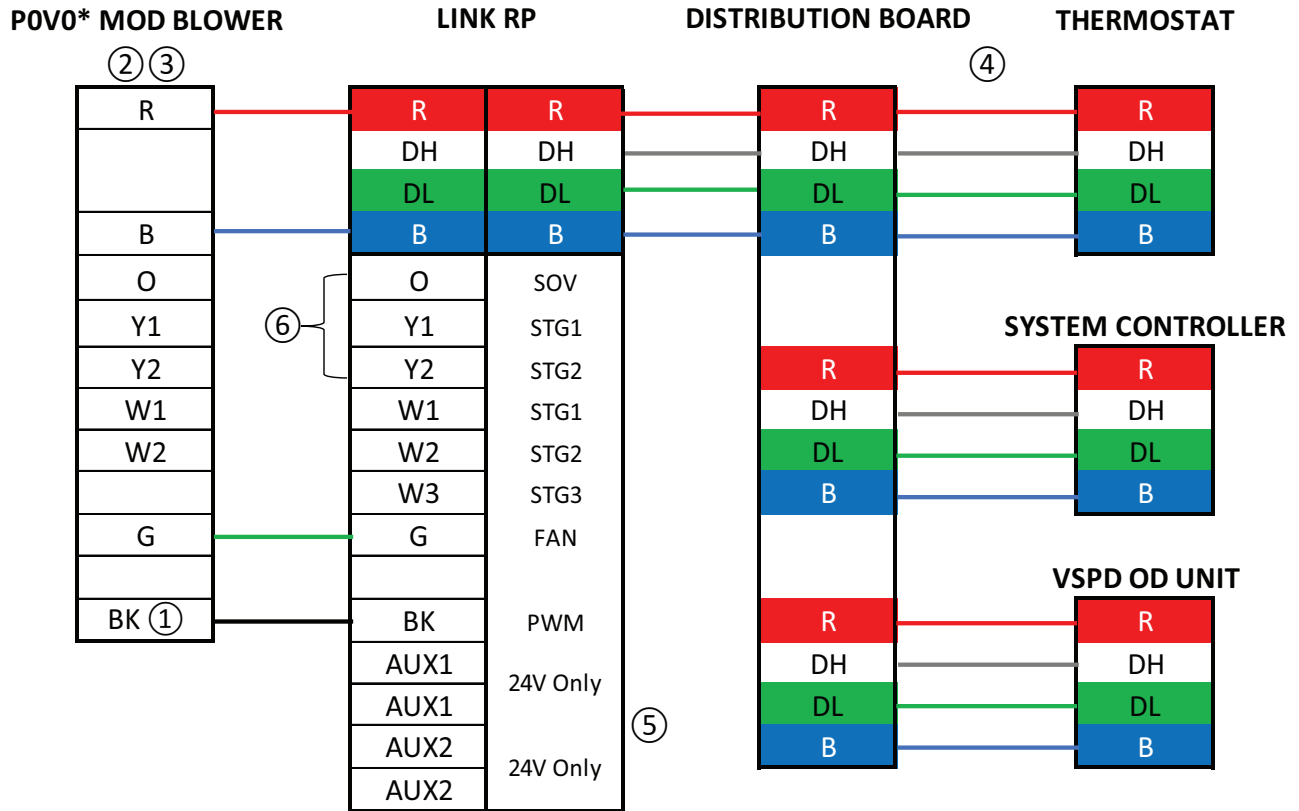 P0V0* MOD BLOWER LINK RP DISTRIBUTION BOARD THERMOSTAT
② ③ ④
R R R R R
DH DH DH DH
DL DL DL DL
B B B B B
O O SOV
⑥
Y1 Y1 STG1
SYSTEM CONTROLLER
Y2 Y2 STG2 R R
W1 W1 STG1 DH DH
W2 W2 STG2 DL DL
W3 STG3 B B
G G FAN
VSPD OD UNIT
BK ① BK PWM R R
AUX1 DH DH
24V Only
AUX1 DL DL
⑤
AUX2 B B
24V Only
AUX2